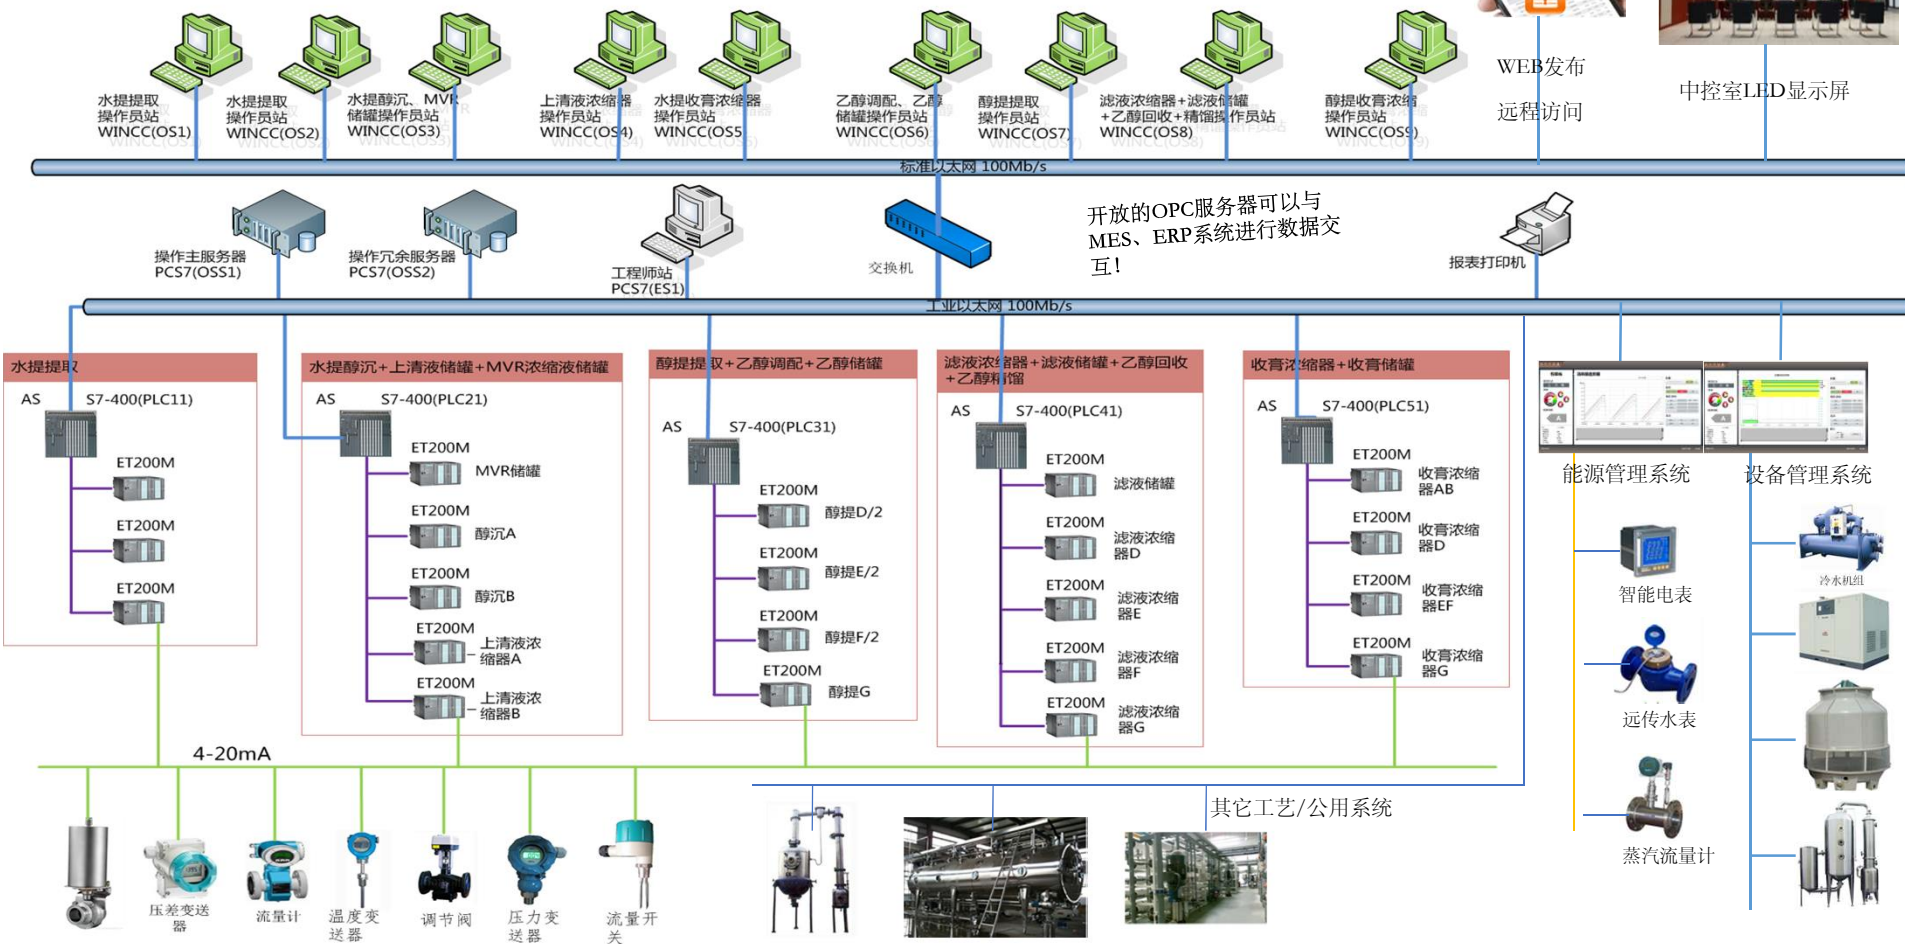 水提提取
操作员站
WINCC(OS1)
水提提取
操作员站
WINCC(OS2)
水提醇沉、MVR
储罐操作员站
WINCC(OS3)
上清液浓缩器
操作员站
WINCC(OS4)
水提收膏浓缩器
操作员站
WINCC(OS5
乙醇调配、乙醇
储罐操作员站
WINCC(OS6)
醇提提取
操作员站
WINCC(OS7)
滤液浓缩器+滤液储罐
+乙醇回收+精馏操作员站
WINCC(OS8)
醇提收膏浓缩
操作员站
WINCC(OS9)
WEB发布
远程访问
中控室LED显示屏
标准以太网 100Mb/s
操作主服务器
PCS7(OSS1)
操作冗余服务器
PCS7(OSS2)
工程师站
PCS7(ES1)
交换机
开放的OPC服务器可以与
MES、ERP系统进行数据交
互!
报表打印机
工业以太网 100Mb/s
水提提取
AS
S7-400(PLC11)
ET200M
ET200M
ET200M
水提醇沉+上清液储罐+MVR浓缩液储罐
AS
S7-400(PLC21)
ET200M
MVR储罐
ET200M
醇沉A
ET200M
醇沉B
ET200M
上清液浓
缩器A
ET200M
上清液浓
缩器B
醇提提取+乙醇调配+乙醇储罐
AS
S7-400(PLC31)
ET200M
醇提D/2
ET200M
醇提E/2
ET200M
醇提F/2
ET200M
醇提G
滤液浓缩器+滤液储罐+乙醇回收
+乙醇精馏
AS
S7-400(PLC41)
ET200M
滤液储罐
ET200M
滤液浓缩
器D
ET200M
滤液浓缩
器E
ET200M
滤液浓缩
器F
ET200M
滤液浓缩
器G
收膏浓缩器+收膏储罐
AS
S7-400(PLC51)
ET200M
收膏浓缩
器AB
ET200M
收膏浓缩
器D
ET200M
收膏浓缩
器EF
ET200M
收膏浓缩
器G
能源管理系统
设备管理系统
智能电表
远传水表
蒸汽流量计
冷水机组
4-20mA
压差变送
器
流量计
温度变
送器
调节阀
压力变
送器
流量开
关
其它工艺/公用系统